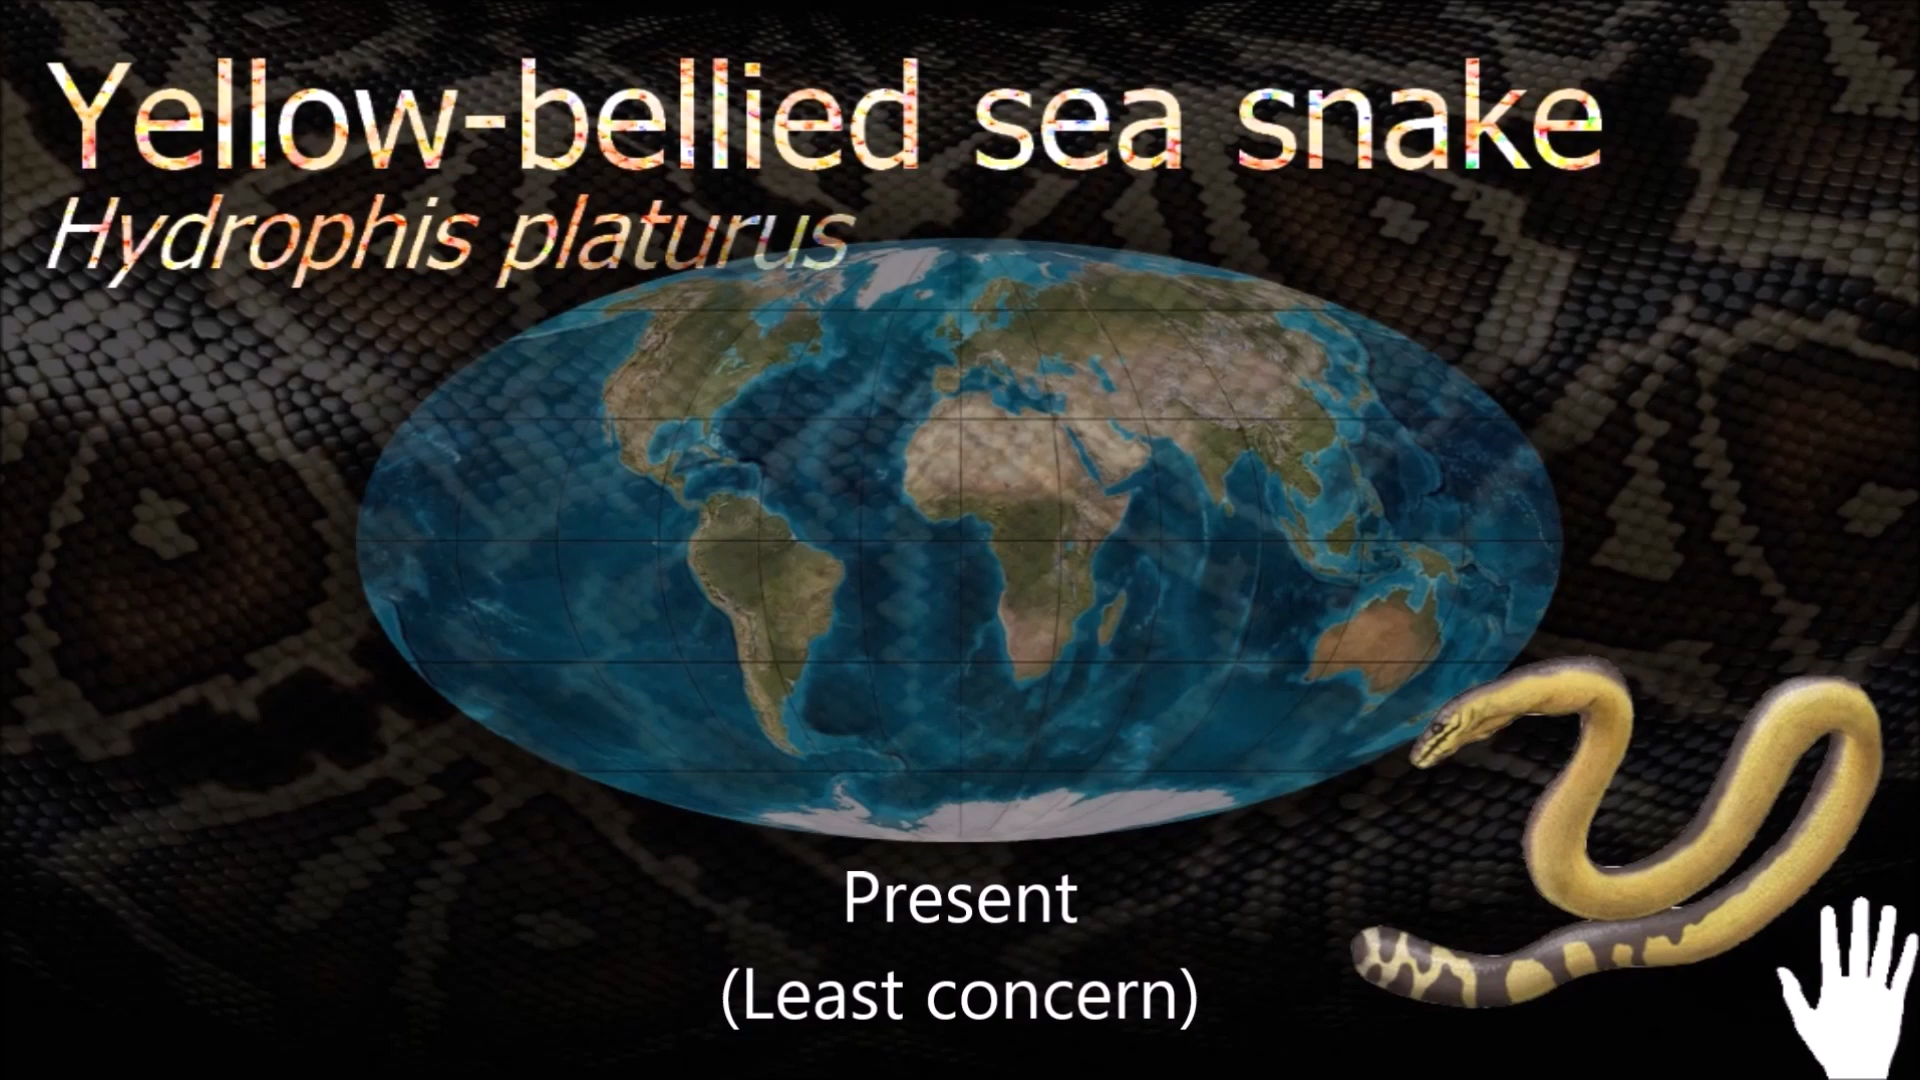 Yellow-bellied sea snake
Hydrophis platurus
Present
(Least concern)